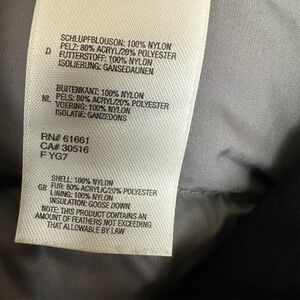 SCHLUPFBLOUSON: 100% NYLON
PELZ: 80% ACRYL/20% POLYESTER
D FUTTERSTOFF: 100% NYLON
ISOLIERUNG: GANSEDAUNEN
BUITENKANT: 100% NYLON
NL PELS: 80% ACRYL/20% POLYESTER
VOERING: 100% NYLON
ISOLATIE: GANZEDONS
RN# 61661
CA# 30516
F YG7
SHELL: 100% NYLON
GB FUR: 80% ACRYLIC/20% POLYESTER
LINING: 100% NYLON
INSULATION: GOOSE DOWN
NOTE: THIS PRODUCT CONTAINS AN
AMOUNT OF FEATHERS NOT EXCEEDING
THAT ALLOWABLE BY LAW